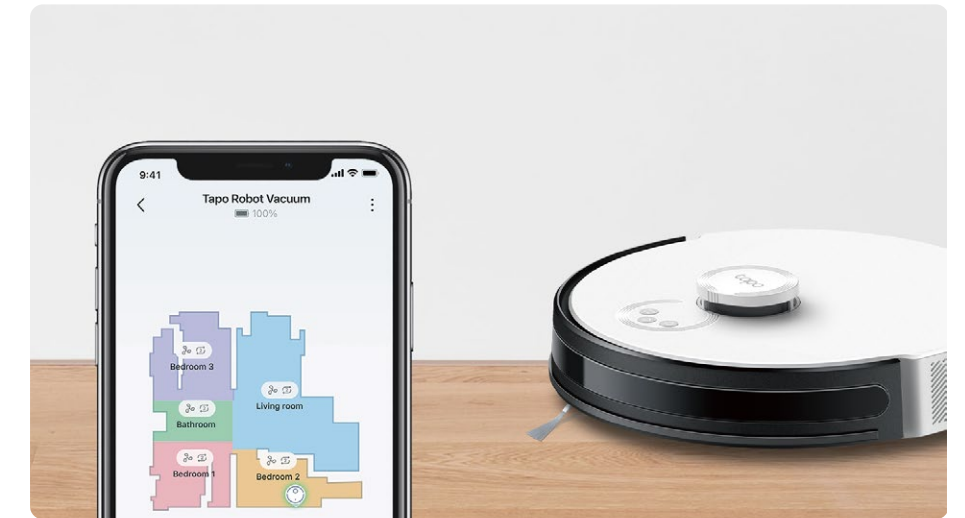 9:41
Tapo Robot Vacuum
100%
Bedroom 3
Living room
Bathroom
Bedroom 1
Bedroom 2
tapo